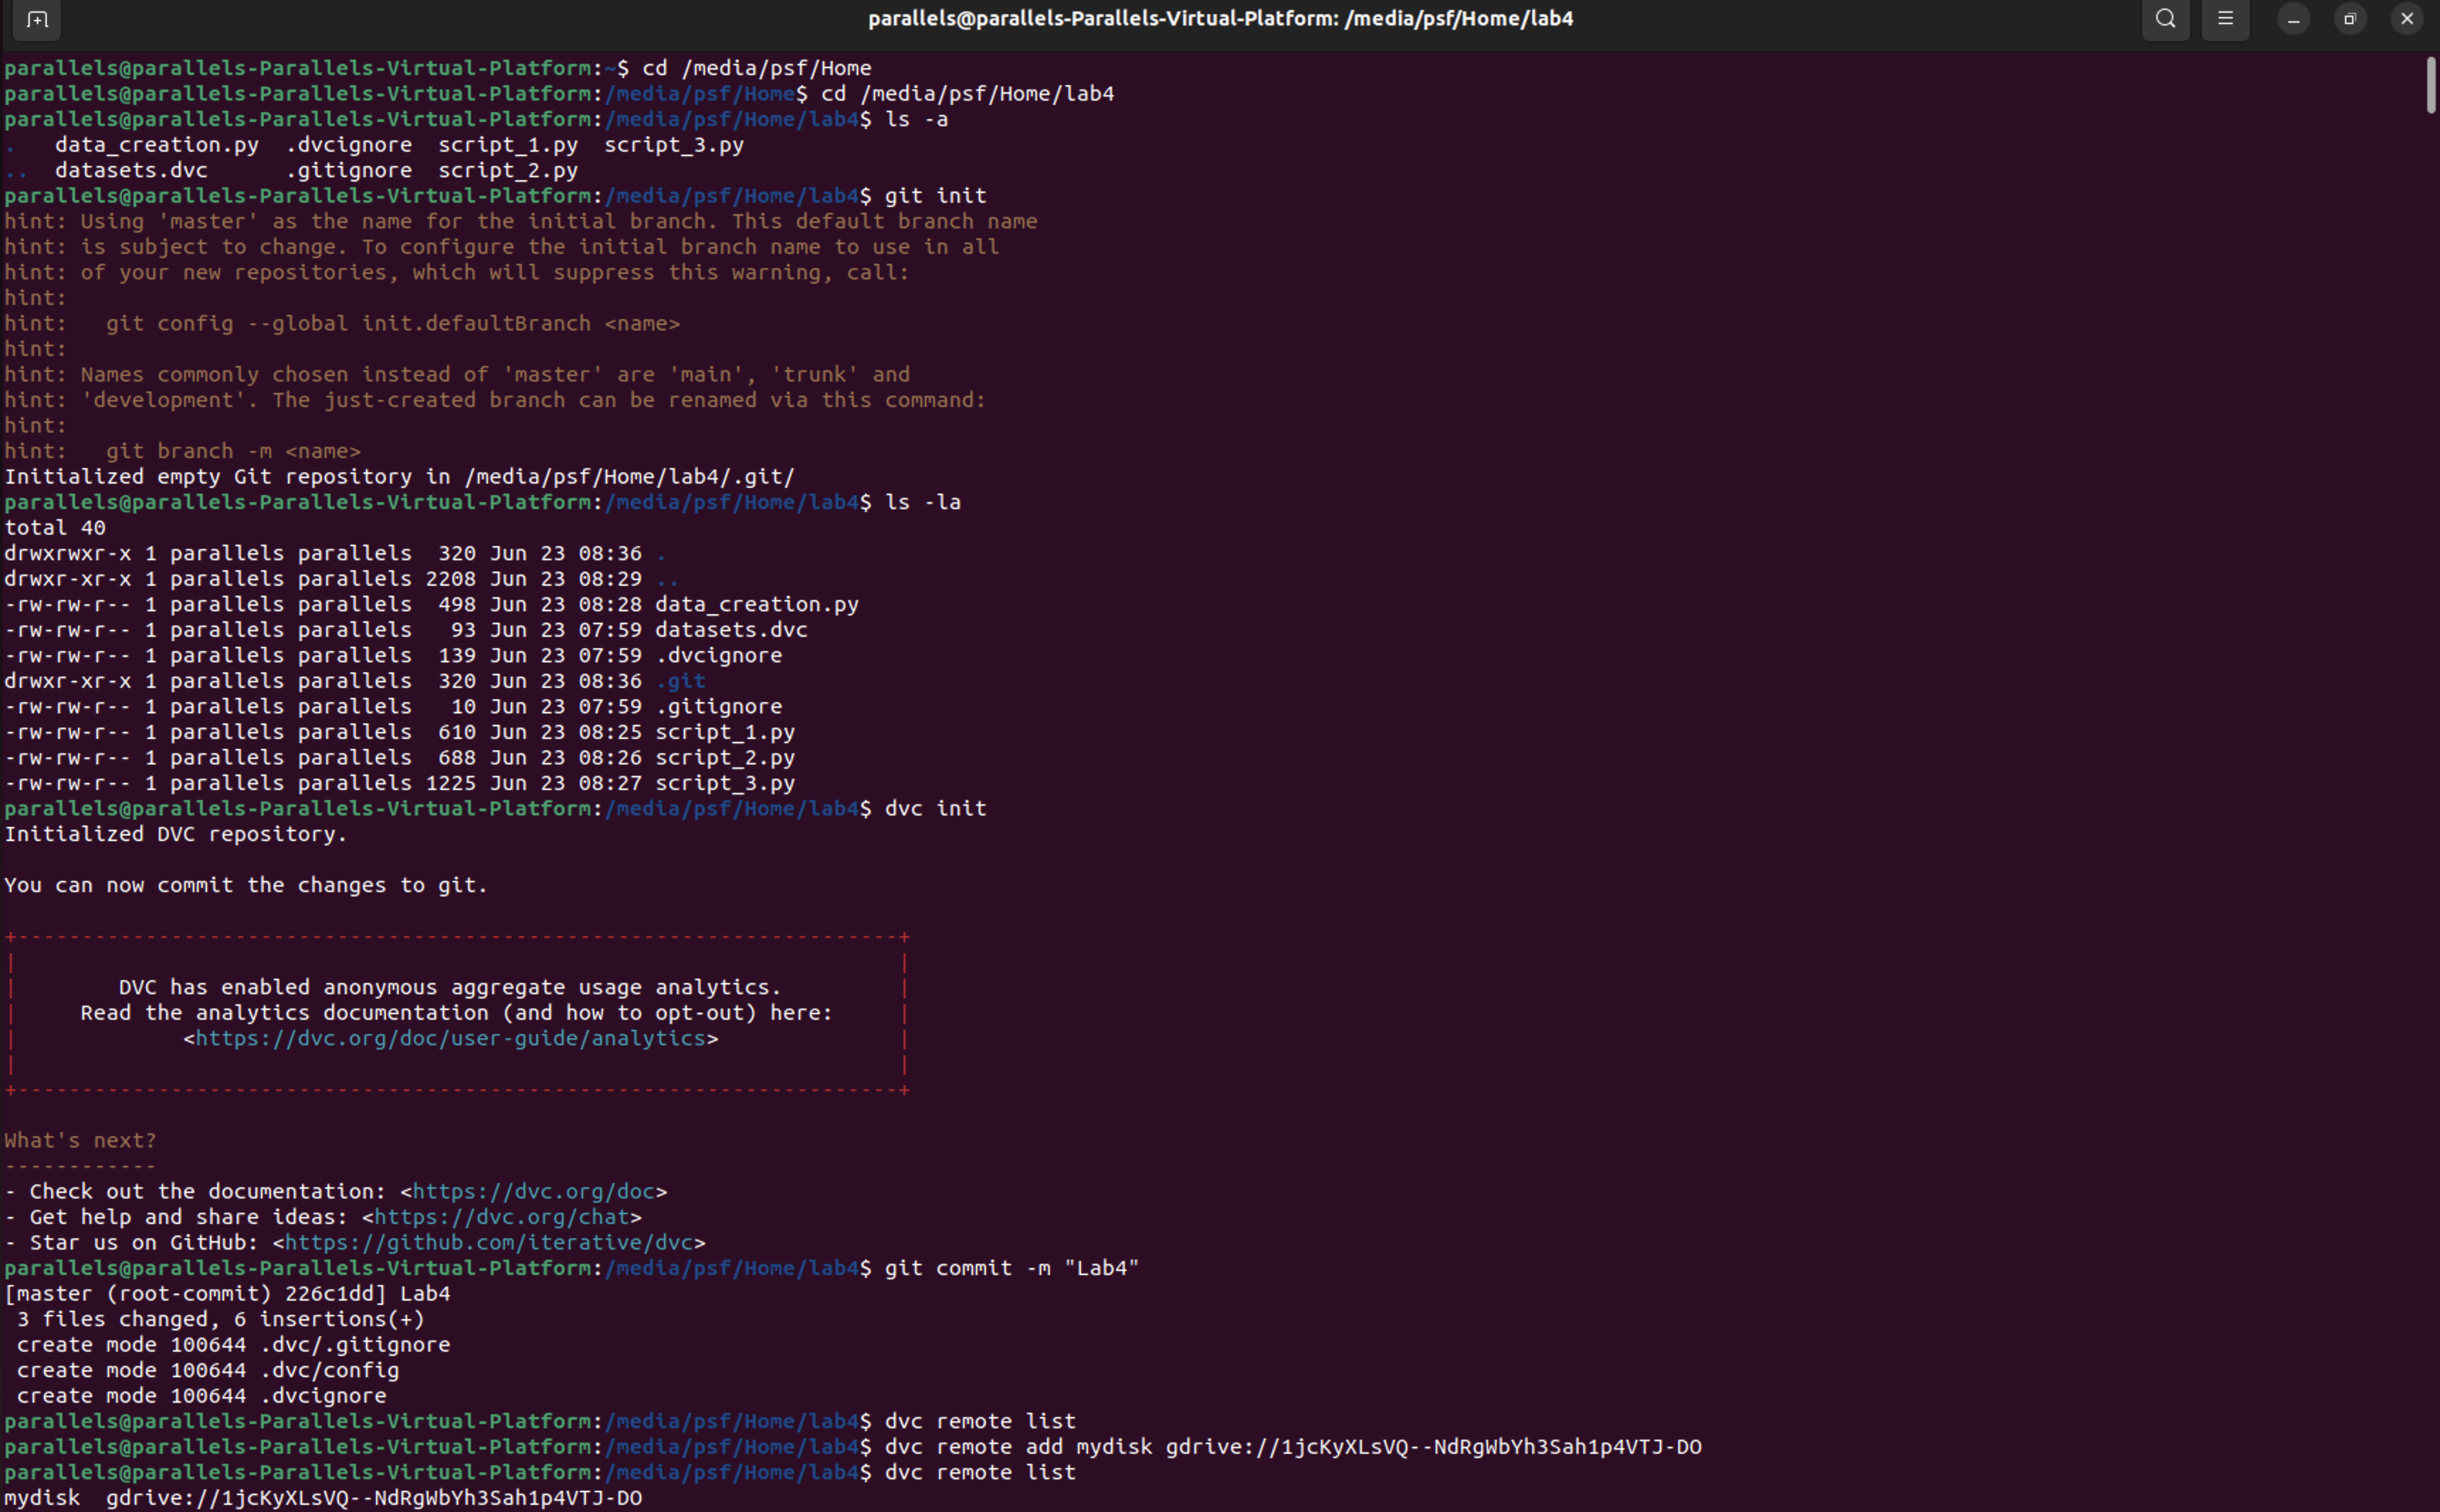 parallels@parallels-Parallels-Virtual-Platform: /media/psf/Home/lab4
parallels@parallels-Parallels-Virtual-Platform:~$ cd /media/psf/Home
parallels@parallels-Parallels-Virtual-Platform:/media/psf/Home$ cd /media/psf/Home/lab4
parallels@parallels-Parallels-Virtual-Platform:/media/psf/Home/lab4$ ls -a
.   data_creation.py  .dvcignore  script_1.py  script_3.py
..  datasets.dvc      .gitignore  script_2.py
parallels@parallels-Parallels-Virtual-Platform:/media/psf/Home/lab4$ git init
hint: Using 'master' as the name for the initial branch. This default branch name
hint: is subject to change. To configure the initial branch name to use in all
hint: of your new repositories, which will suppress this warning, call:
hint:
hint:   git config --global init.defaultBranch <name>
hint:
hint: Names commonly chosen instead of 'master' are 'main', 'trunk' and
hint: 'development'. The just-created branch can be renamed via this command:
hint:
hint:   git branch -m <name>
Initialized empty Git repository in /media/psf/Home/lab4/.git/
parallels@parallels-Parallels-Virtual-Platform:/media/psf/Home/lab4$ ls -la
total 40
drwxrwxr-x 1 parallels parallels  320 Jun 23 08:36 .
drwxr-xr-x 1 parallels parallels 2208 Jun 23 08:29 ..
-rw-rw-r-- 1 parallels parallels  498 Jun 23 08:28 data_creation.py
-rw-rw-r-- 1 parallels parallels   93 Jun 23 07:59 datasets.dvc
-rw-rw-r-- 1 parallels parallels  139 Jun 23 07:59 .dvcignore
drwxr-xr-x 1 parallels parallels  320 Jun 23 08:36 .git
-rw-rw-r-- 1 parallels parallels   10 Jun 23 07:59 .gitignore
-rw-rw-r-- 1 parallels parallels  610 Jun 23 08:25 script_1.py
-rw-rw-r-- 1 parallels parallels  688 Jun 23 08:26 script_2.py
-rw-rw-r-- 1 parallels parallels 1225 Jun 23 08:27 script_3.py
parallels@parallels-Parallels-Virtual-Platform:/media/psf/Home/lab4$ dvc init
Initialized DVC repository.
You can now commit the changes to git.
+---------------------------------------------------------------------+
|                                                                     |
|        DVC has enabled anonymous aggregate usage analytics.         |
|     Read the analytics documentation (and how to opt-out) here:     |
|             <https://dvc.org/doc/user-guide/analytics>              |
|                                                                     |
+---------------------------------------------------------------------+
What's next?
------------
- Check out the documentation: <https://dvc.org/doc>
- Get help and share ideas: <https://dvc.org/chat>
- Star us on GitHub: <https://github.com/iterative/dvc>
parallels@parallels-Parallels-Virtual-Platform:/media/psf/Home/lab4$ git commit -m "Lab4"
[master (root-commit) 226c1dd] Lab4
 3 files changed, 6 insertions(+)
 create mode 100644 .dvc/.gitignore
 create mode 100644 .dvc/config
 create mode 100644 .dvcignore
parallels@parallels-Parallels-Virtual-Platform:/media/psf/Home/lab4$ dvc remote list
parallels@parallels-Parallels-Virtual-Platform:/media/psf/Home/lab4$ dvc remote add mydisk gdrive://1jcKyXLsVQ--NdRgWbYh3Sah1p4VTJ-DO
parallels@parallels-Parallels-Virtual-Platform:/media/psf/Home/lab4$ dvc remote list
mydisk  gdrive://1jcKyXLsVQ--NdRgWbYh3Sah1p4VTJ-DO